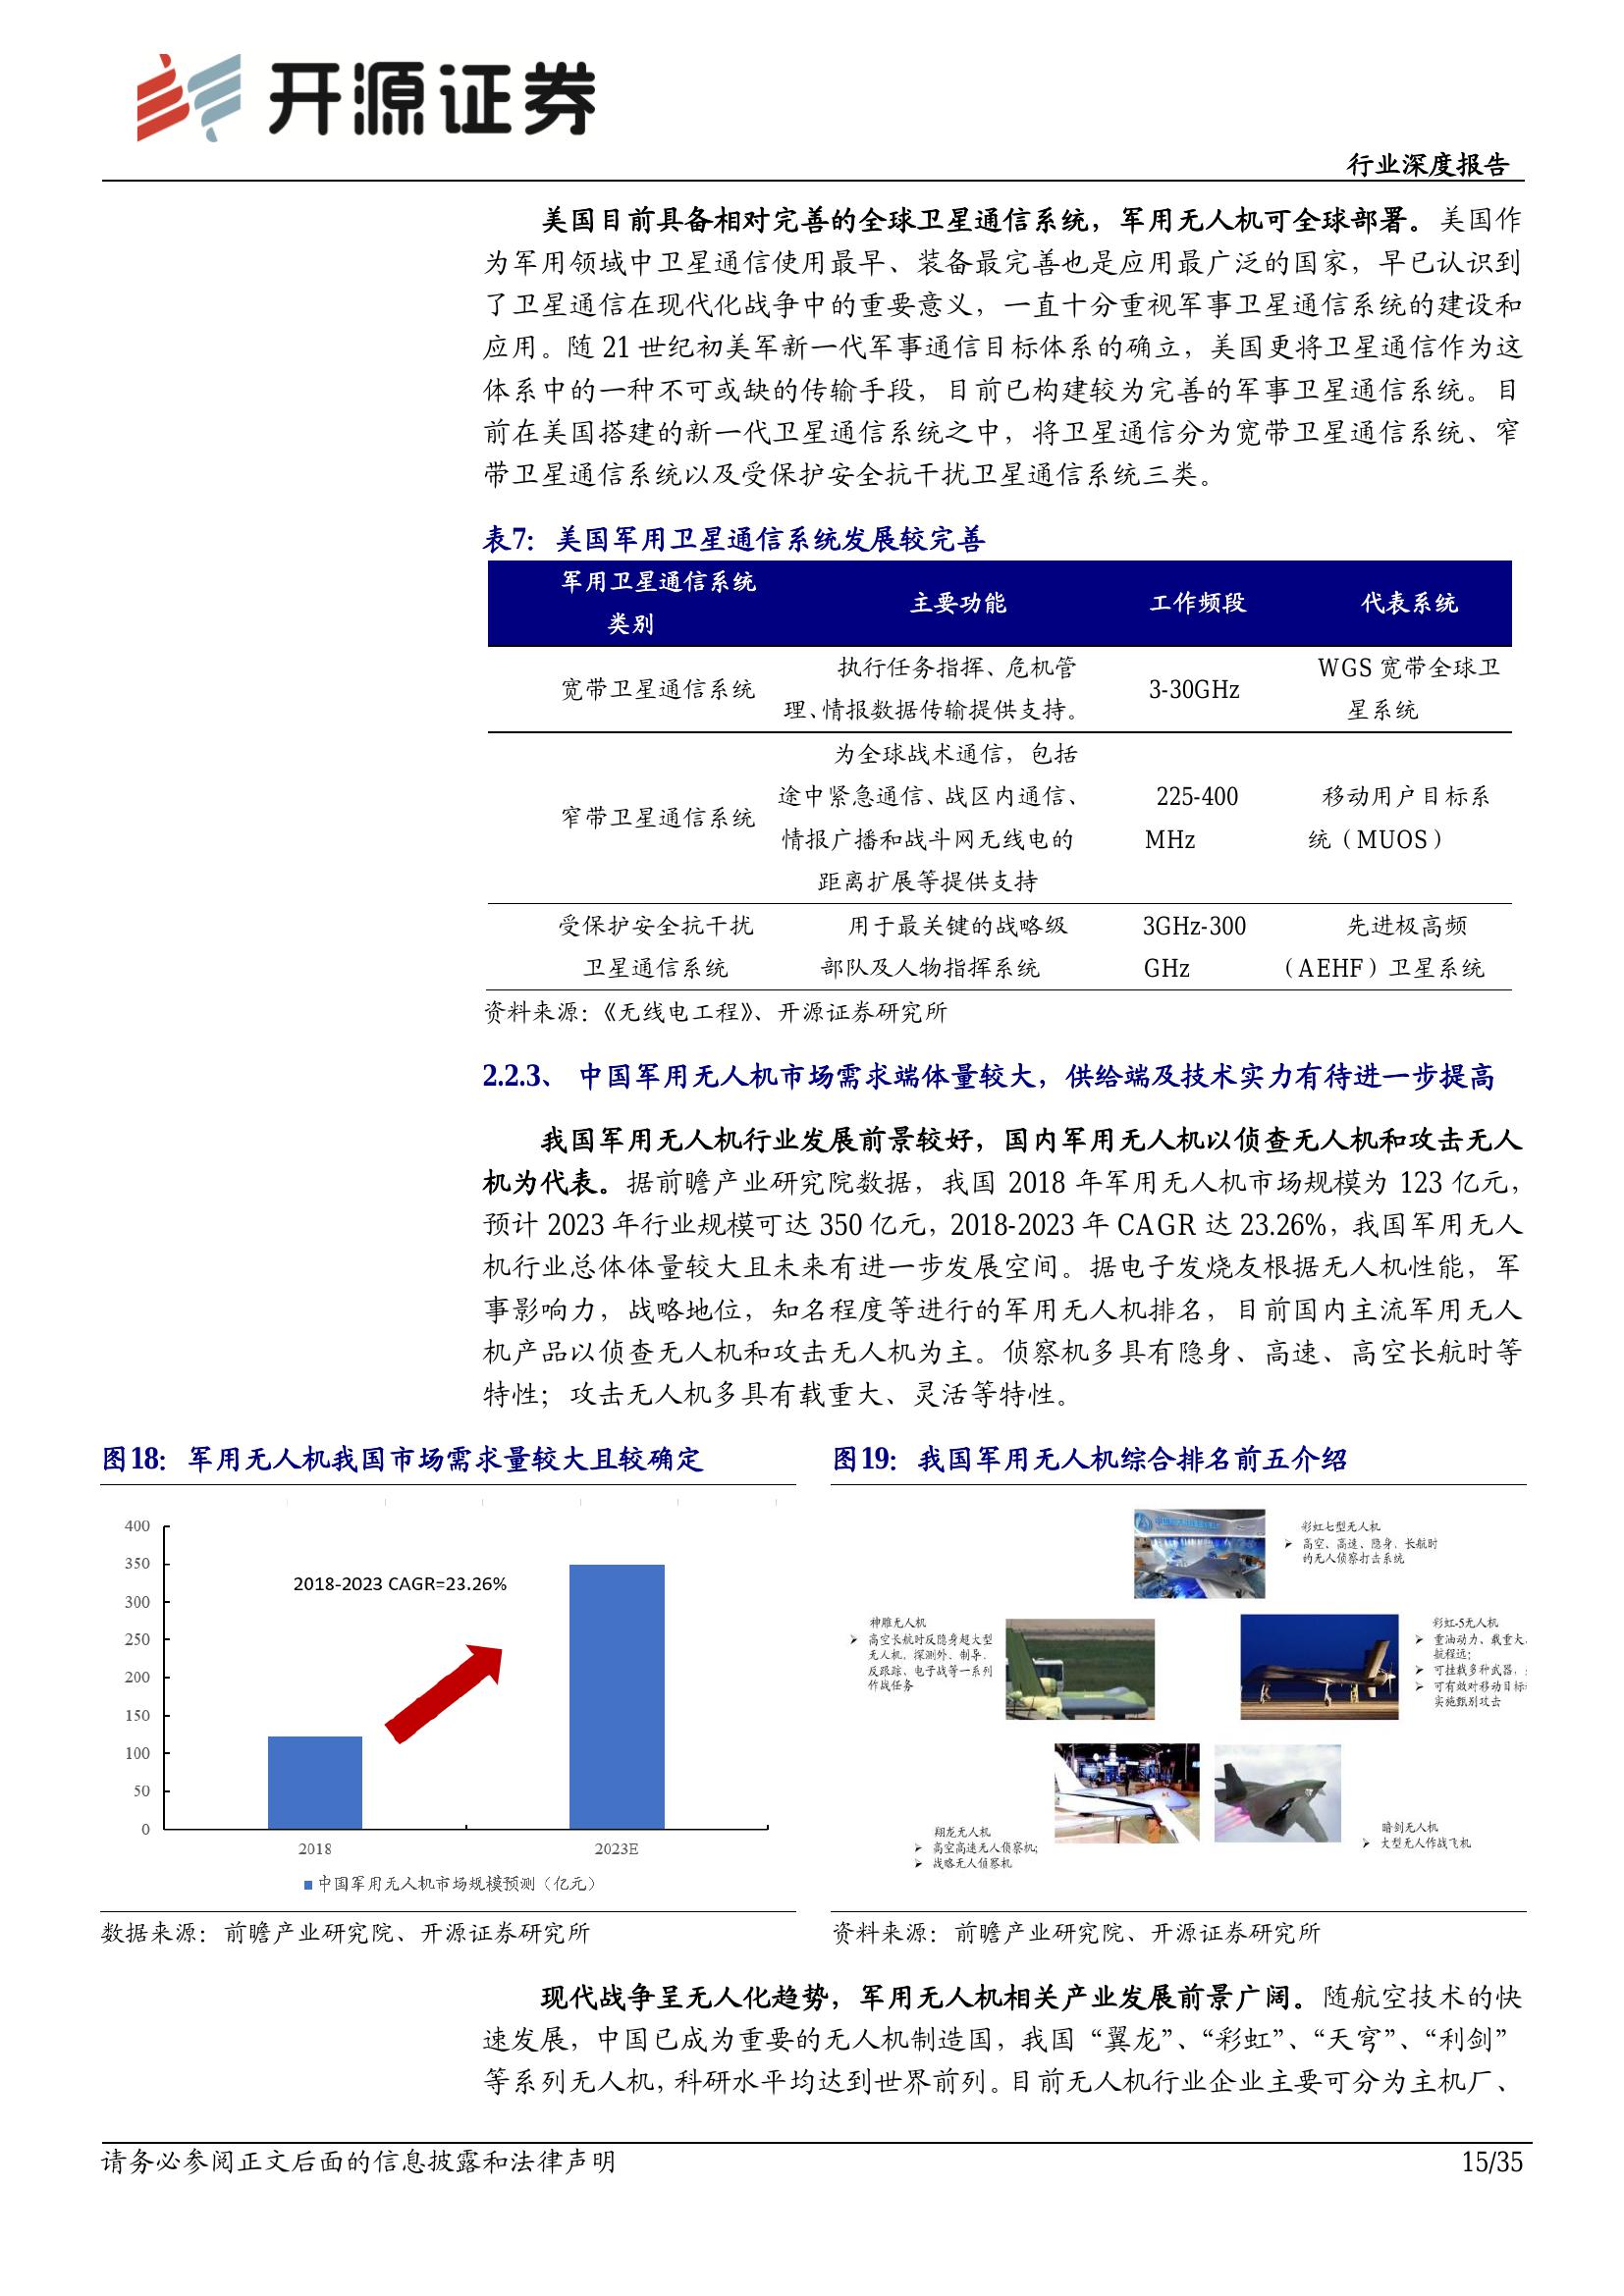 开源证券
行业深度报告
美国目前具备相对完善的全球卫星通信系统，军用无人机可全球部署。美国作
为军用领域中卫星通信使用最早、装备最完善也是应用最广泛的国家，早已认识到
了卫星通信在现代化战争中的重要意义，一直十分重视军事卫星通信系统的建设和
应用。随 21 世纪初美军新一代军事通信目标体系的确立，美国更将卫星通信作为这
体系中的一种不可或缺的传输手段，目前已构建较为完善的军事卫星通信系统。目
前在美国搭建的新一代卫星通信系统之中，将卫星通信分为宽带卫星通信系统、窄
带卫星通信系统以及受保护安全抗干扰卫星通信系统三类。
表7：美国军用卫星通信系统发展较完善
军用卫星通信系统
类别
主要功能
工作频段
代表系统
宽带卫星通信系统
执行任务指挥、危机管
理、情报数据传输提供支持。
3-30GHz
WGS 宽带全球卫
星系统
窄带卫星通信系统
为全球战术通信，包括
途中紧急通信、战区内通信、
情报广播和战斗网无线电的
距离扩展等提供支持
225-400
MHz
移动用户目标系
统（MUOS）
受保护安全抗干扰
卫星通信系统
用于最关键的战略级
部队及人物指挥系统
3GHz-300
GHz
先进极高频
（AEHF）卫星系统
资料来源：《无线电工程》、开源证券研究所
2.2.3、 中国军用无人机市场需求端体量较大，供给端及技术实力有待进一步提高
我国军用无人机行业发展前景较好，国内军用无人机以侦查无人机和攻击无人
机为代表。据前瞻产业研究院数据，我国 2018 年军用无人机市场规模为 123 亿元，
预计 2023 年行业规模可达 350 亿元，2018-2023 年 CAGR 达 23.26%，我国军用无人
机行业总体体量较大且未来有进一步发展空间。据电子发烧友根据无人机性能，军
事影响力，战略地位，知名程度等进行的军用无人机排名，目前国内主流军用无人
机产品以侦查无人机和攻击无人机为主。侦察机多具有隐身、高速、高空长航时等
特性；攻击无人机多具有载重大、灵活等特性。
图18：军用无人机我国市场需求量较大且较确定
400
350
300
250
200
150
100
50
0
2018-2023 CAGR=23.26%
2018
2023E
中国军用无人机市场规模预测（亿元）
数据来源：前瞻产业研究院、开源证券研究所
图19：我国军用无人机综合排名前五介绍
彩虹七型无人机
➢ 高空、高速、隐身、长航时
的无人侦察打击系统
神雕无人机
➢ 高空长航时反隐身超大型
无人机，探测外、制导、
反跟踪、电子战等一系列
作战任务
彩虹-5无人机
➢ 重油动力、载重大、
航程远；
➢ 可挂载多种武器，
➢ 可有效对移动目标
实施甄别攻击
翔龙无人机
➢ 高空高速无人侦察机；
➢ 战略无人侦察机
暗剑无人机
➢ 大型无人作战飞机
资料来源：前瞻产业研究院、开源证券研究所
现代战争呈无人化趋势，军用无人机相关产业发展前景广阔。随航空技术的快
速发展，中国已成为重要的无人机制造国，我国“翼龙”、“彩虹”、“天穹”、“利剑”
等系列无人机，科研水平均达到世界前列。目前无人机行业企业主要可分为主机厂、
请务必参阅正文后面的信息披露和法律声明
15/35